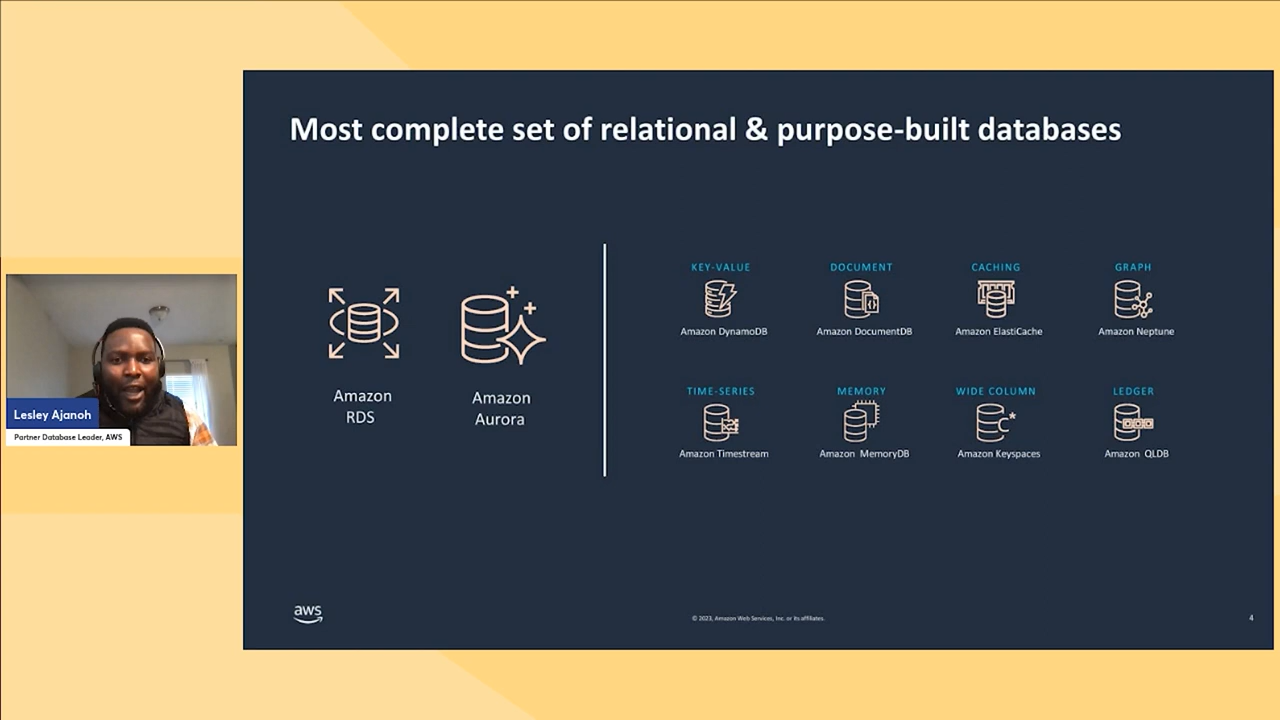 Most complete set of relational & purpose-built databases
KEY-VALUE
Amazon DynamoDB
DOCUMENT
Amazon DocumentDB
CACHING
Amazon ElastiCache
GRAPH
Amazon Neptune
Amazon
RDS
Amazon
Aurora
TIME-SERIES
Amazon Timestream
MEMORY
Amazon MemoryDB
WIDE COLUMN
C*
Amazon Keyspaces
LEDGER
Amazon QLDB
Lesley Ajanoh
Partner Database Leader, AWS
aws
© 2023, Amazon Web Services, Inc. or its affiliates.
4